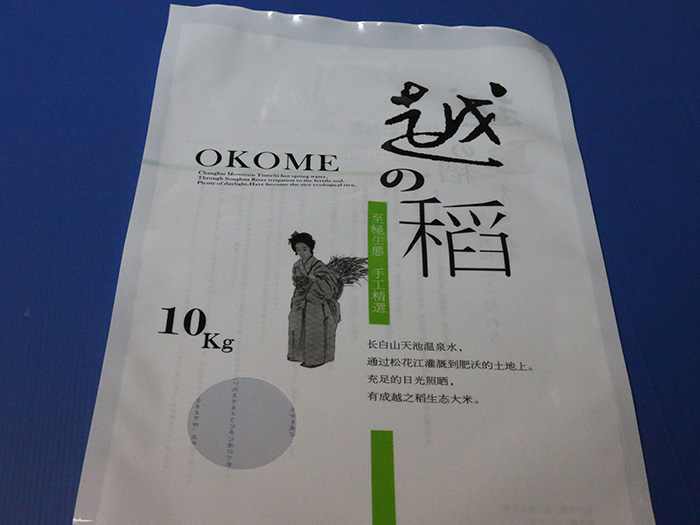 越
の
稻
OKOME
Changbai Mountain Tianchi hot spring water,
Through Songhua River irrigation to the fertile soil.
Plenty of daylight,Have become the rice ecological rice.
至極生態 手工精選
10Kg
长白山天池温泉水，
通过松花江灌溉到肥沃的土地上。
充足的日光照晒，
有成越之稻生态大米。